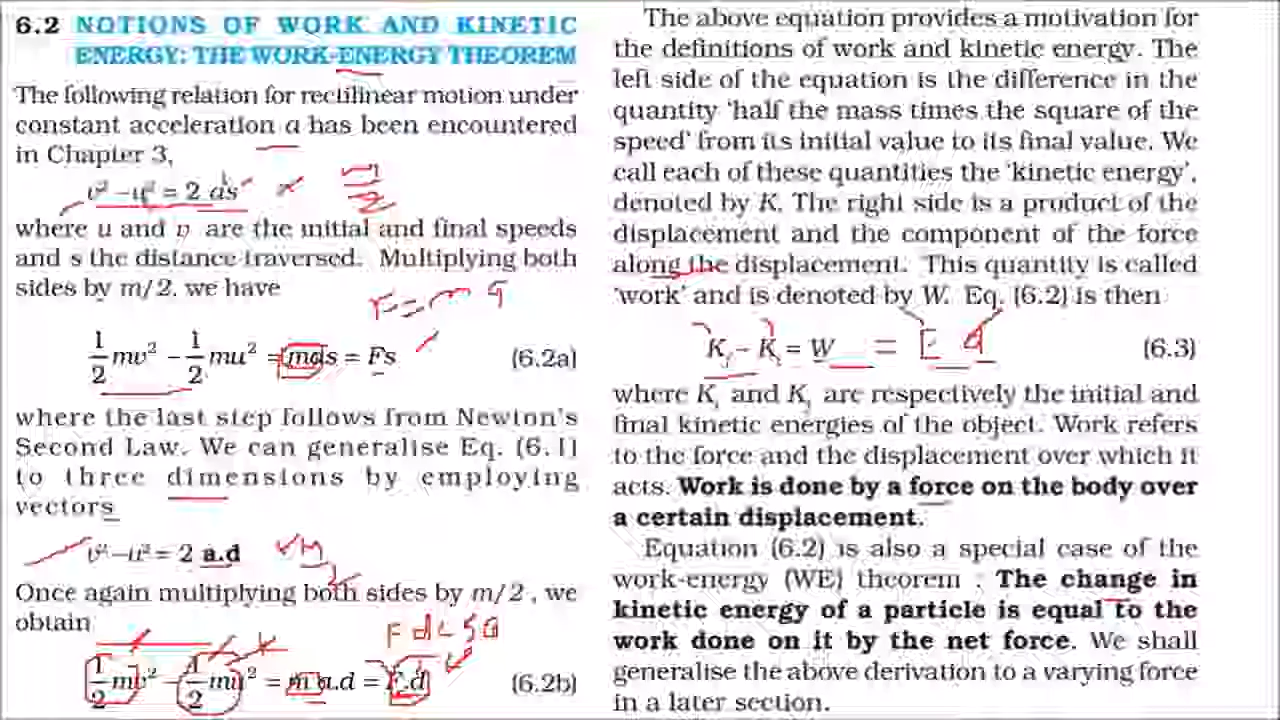 6.2 NOTIONS OF WORK AND KINETIC
ENERGY: THE WORK-ENERGY THEOREM
The following relation for rectilinear motion under
constant acceleration a has been encountered
in Chapter 3,
v² − u² = 2 as
where u and v are the initial and final speeds
and s the distance traversed. Multiplying both
sides by m/2, we have
1/2 mv² − 1/2 mu² = mas = Fs (6.2a)
where the last step follows from Newton's
Second Law. We can generalise Eq. (6.1)
to three dimensions by employing
vectors
v² − u² = 2 a.d
Once again multiplying both sides by m/2 , we
obtain
1/2 mv² − 1/2 mu² = m a.d = F.d (6.2b)
The above equation provides a motivation for
the definitions of work and kinetic energy. The
left side of the equation is the difference in the
quantity 'half the mass times the square of the
speed' from its initial value to its final value. We
call each of these quantities the 'kinetic energy',
denoted by K. The right side is a product of the
displacement and the component of the force
along the displacement. This quantity is called
'work' and is denoted by W. Eq. (6.2) is then
K − K = W (6.3)
where K and K are respectively the initial and
final kinetic energies of the object. Work refers
to the force and the displacement over which it
acts. Work is done by a force on the body over
a certain displacement.
Equation (6.2) is also a special case of the
work-energy (WE) theorem : The change in
kinetic energy of a particle is equal to the
work done on it by the net force. We shall
generalise the above derivation to a varying force
in a later section.